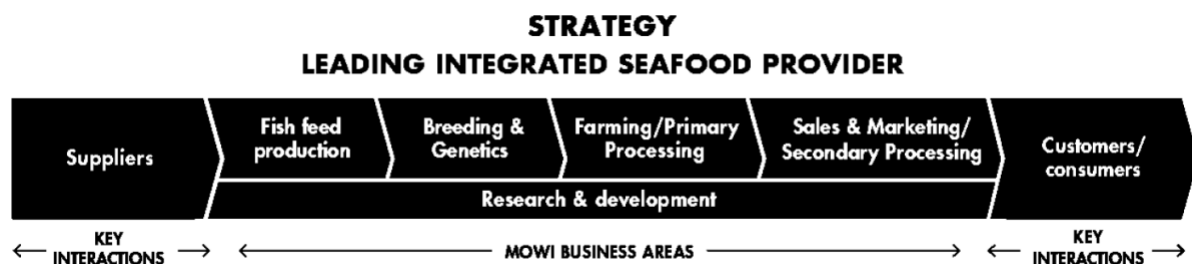 STRATEGY
LEADING INTEGRATED SEAFOOD PROVIDER
Suppliers
Fish feed
production
Breeding &
Genetics
Farming/Primary
Processing
Sales & Marketing/
Secondary Processing
Customers/
consumers
Research & development
KEY
INTERACTIONS
MOWI BUSINESS AREAS
KEY
INTERACTIONS